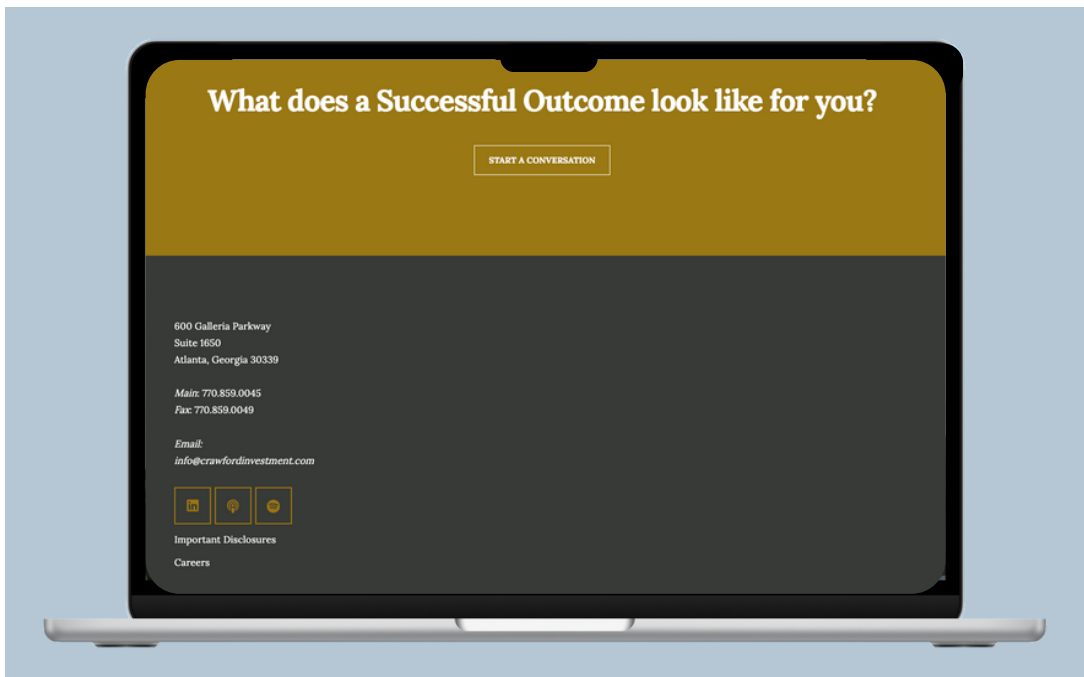 What does a Successful Outcome look like for you?
START A CONVERSATION
600 Galleria Parkway
Suite 1650
Atlanta, Georgia 30339
Main: 770.859.0045
Fax: 770.859.0049
Email:
info@crawfordinvestment.com
in
Important Disclosures
Careers